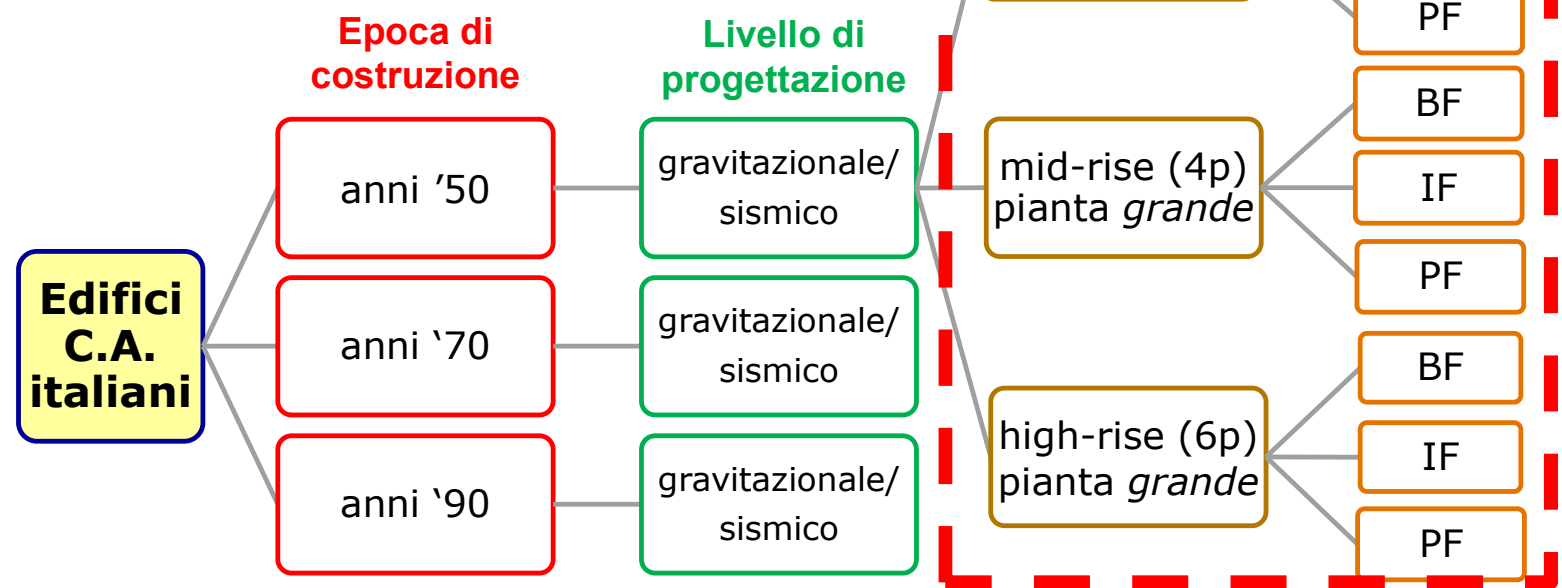 Epoca di
costruzione
Livello di
progettazione
PF
Edifici
C.A.
italiani
anni ’50
gravitazionale/
sismico
mid-rise (4p)
pianta grande
BF
IF
PF
anni ‘70
gravitazionale/
sismico
high-rise (6p)
pianta grande
BF
IF
PF
anni ‘90
gravitazionale/
sismico